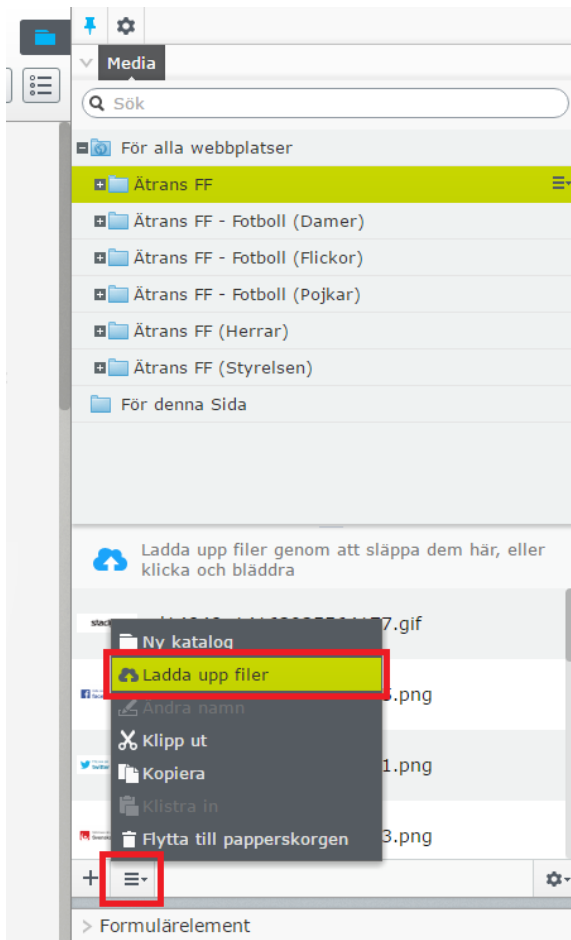 Media
Sök
För alla webbplatser
Ätrans FF
Ätrans FF - Fotboll (Damer)
Ätrans FF - Fotboll (Flickor)
Ätrans FF - Fotboll (Pojkar)
Ätrans FF (Herrar)
Ätrans FF (Styrelsen)
För denna Sida
Ladda upp filer genom att släppa dem här, eller
klicka och bläddra
7.gif
Ny katalog
Ladda upp filer
.png
Ändra namn
Klipp ut
1.png
Kopiera
Klistra in
3.png
Flytta till papperskorgen
Formulärelement